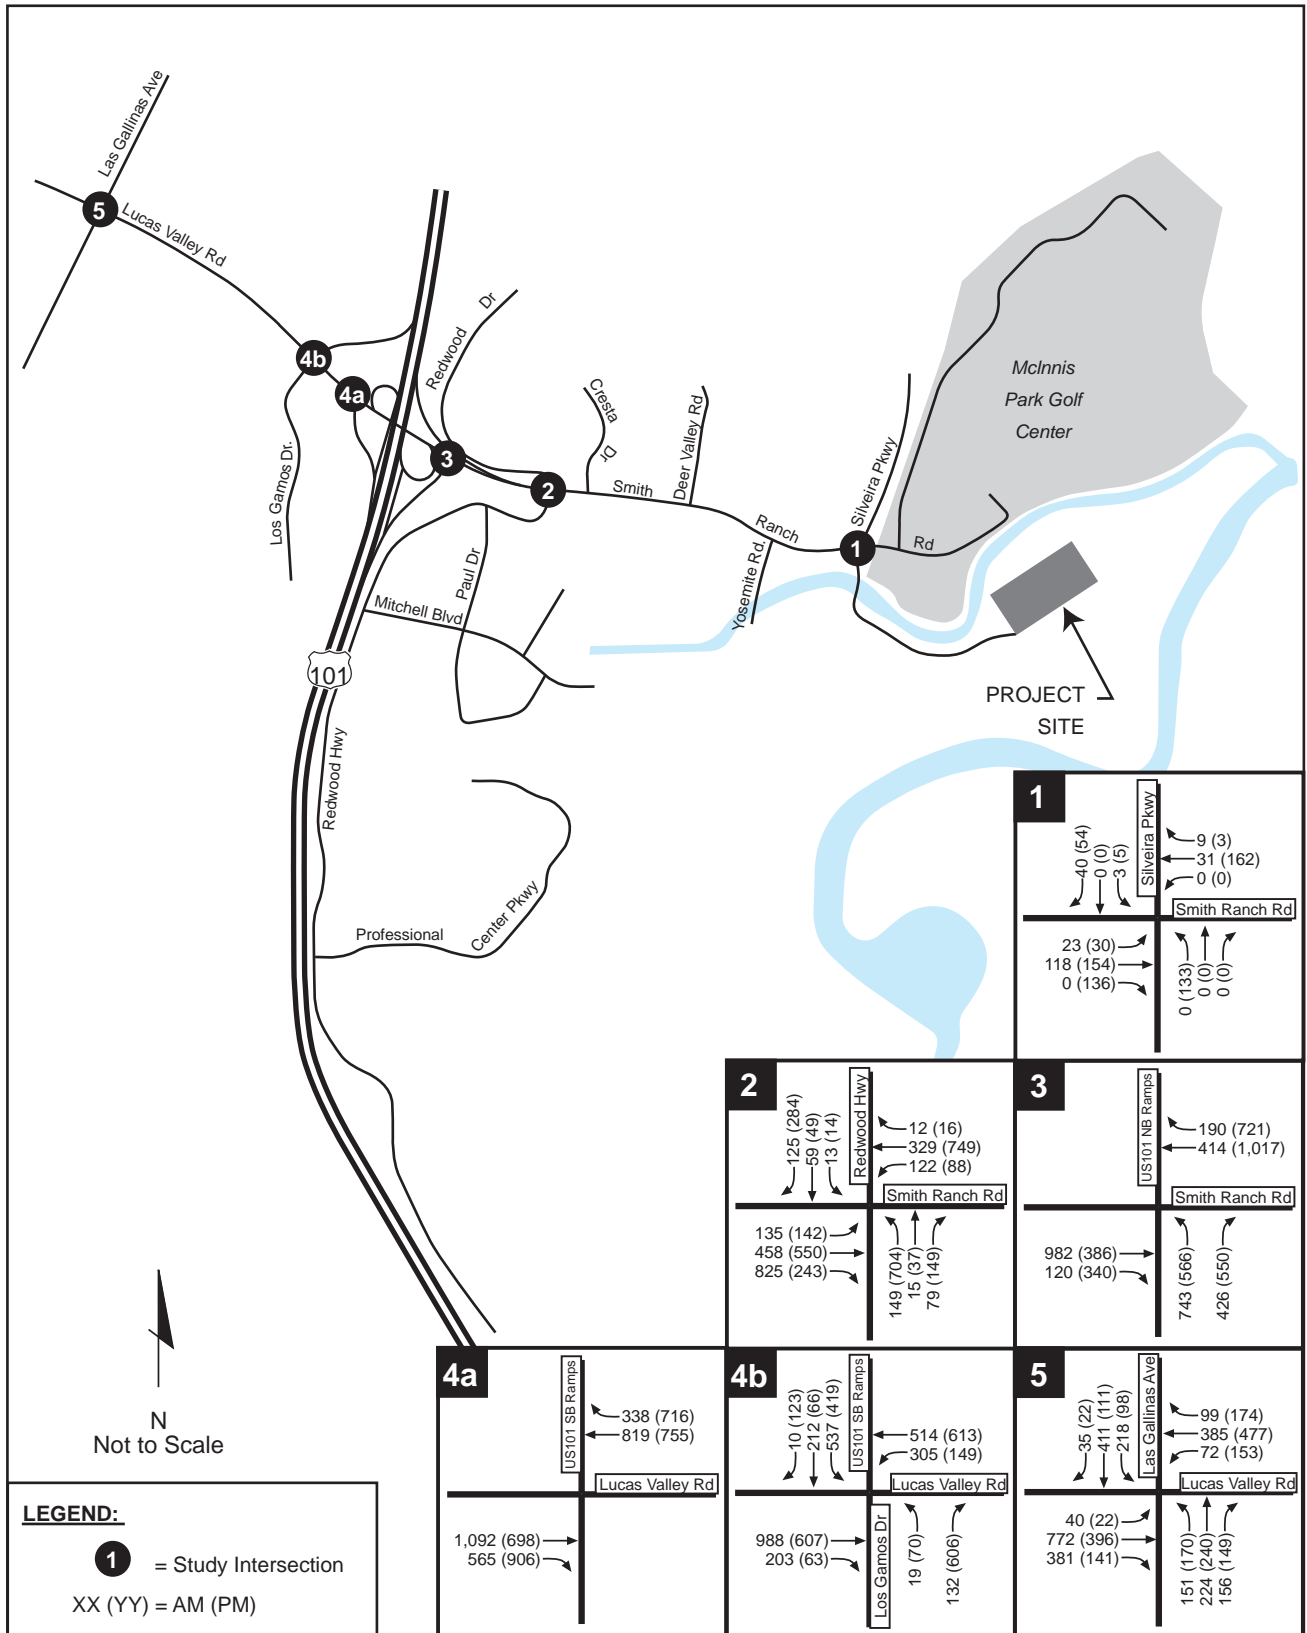 Las Gallinas Ave
5
Lucas Valley Rd
4b
4a
Los Gamos Dr.
Redwood Dr
3
2
Cresta Dr
Deer Valley Rd
Smith Ranch Rd
Silveira Pkwy
1
Yosemite Rd.
McInnis
Park Golf
Center
Paul Dr
Mitchell Blvd
101
Redwood Hwy
PROJECT
SITE
Professional Center Pkwy
1
Silveira Pkwy
40 (54)
0 (0)
3 (5)
9 (3)
31 (162)
0 (0)
Smith Ranch Rd
23 (30)
118 (154)
0 (136)
0 (133)
0 (0)
0 (0)
2
Redwood Hwy
125 (284)
59 (49)
13 (14)
12 (16)
329 (749)
122 (88)
Smith Ranch Rd
135 (142)
458 (550)
825 (243)
149 (704)
15 (37)
79 (149)
3
US101 NB Ramps
190 (721)
414 (1,017)
Smith Ranch Rd
982 (386)
120 (340)
743 (566)
426 (550)
4a
US101 SB Ramps
338 (716)
819 (755)
Lucas Valley Rd
1,092 (698)
565 (906)
4b
US101 SB Ramps
10 (123)
212 (66)
537 (419)
514 (613)
305 (149)
Lucas Valley Rd
988 (607)
203 (63)
Los Gamos Dr
19 (70)
132 (606)
5
Las Gallinas Ave
35 (22)
411 (111)
218 (98)
99 (174)
385 (477)
72 (153)
Lucas Valley Rd
40 (22)
772 (396)
381 (141)
151 (170)
224 (240)
156 (149)
N
Not to Scale
LEGEND:
1 = Study Intersection
XX (YY) = AM (PM)